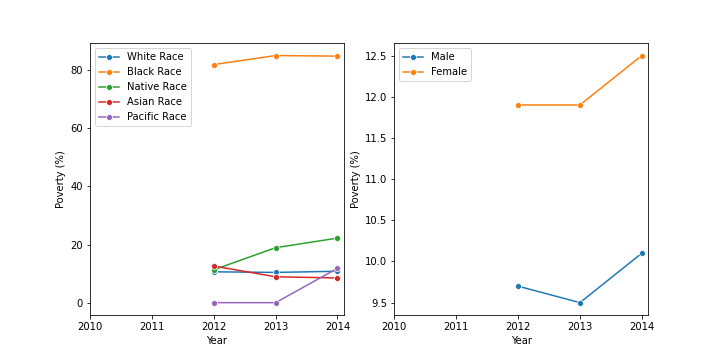 White Race
Black Race
Native Race
Asian Race
Pacific Race
80
60
40
20
0
Poverty (%)
2010 2011 2012 2013 2014
Year
Male
Female
12.5
12.0
11.5
11.0
10.5
10.0
9.5
Poverty (%)
2010 2011 2012 2013 2014
Year